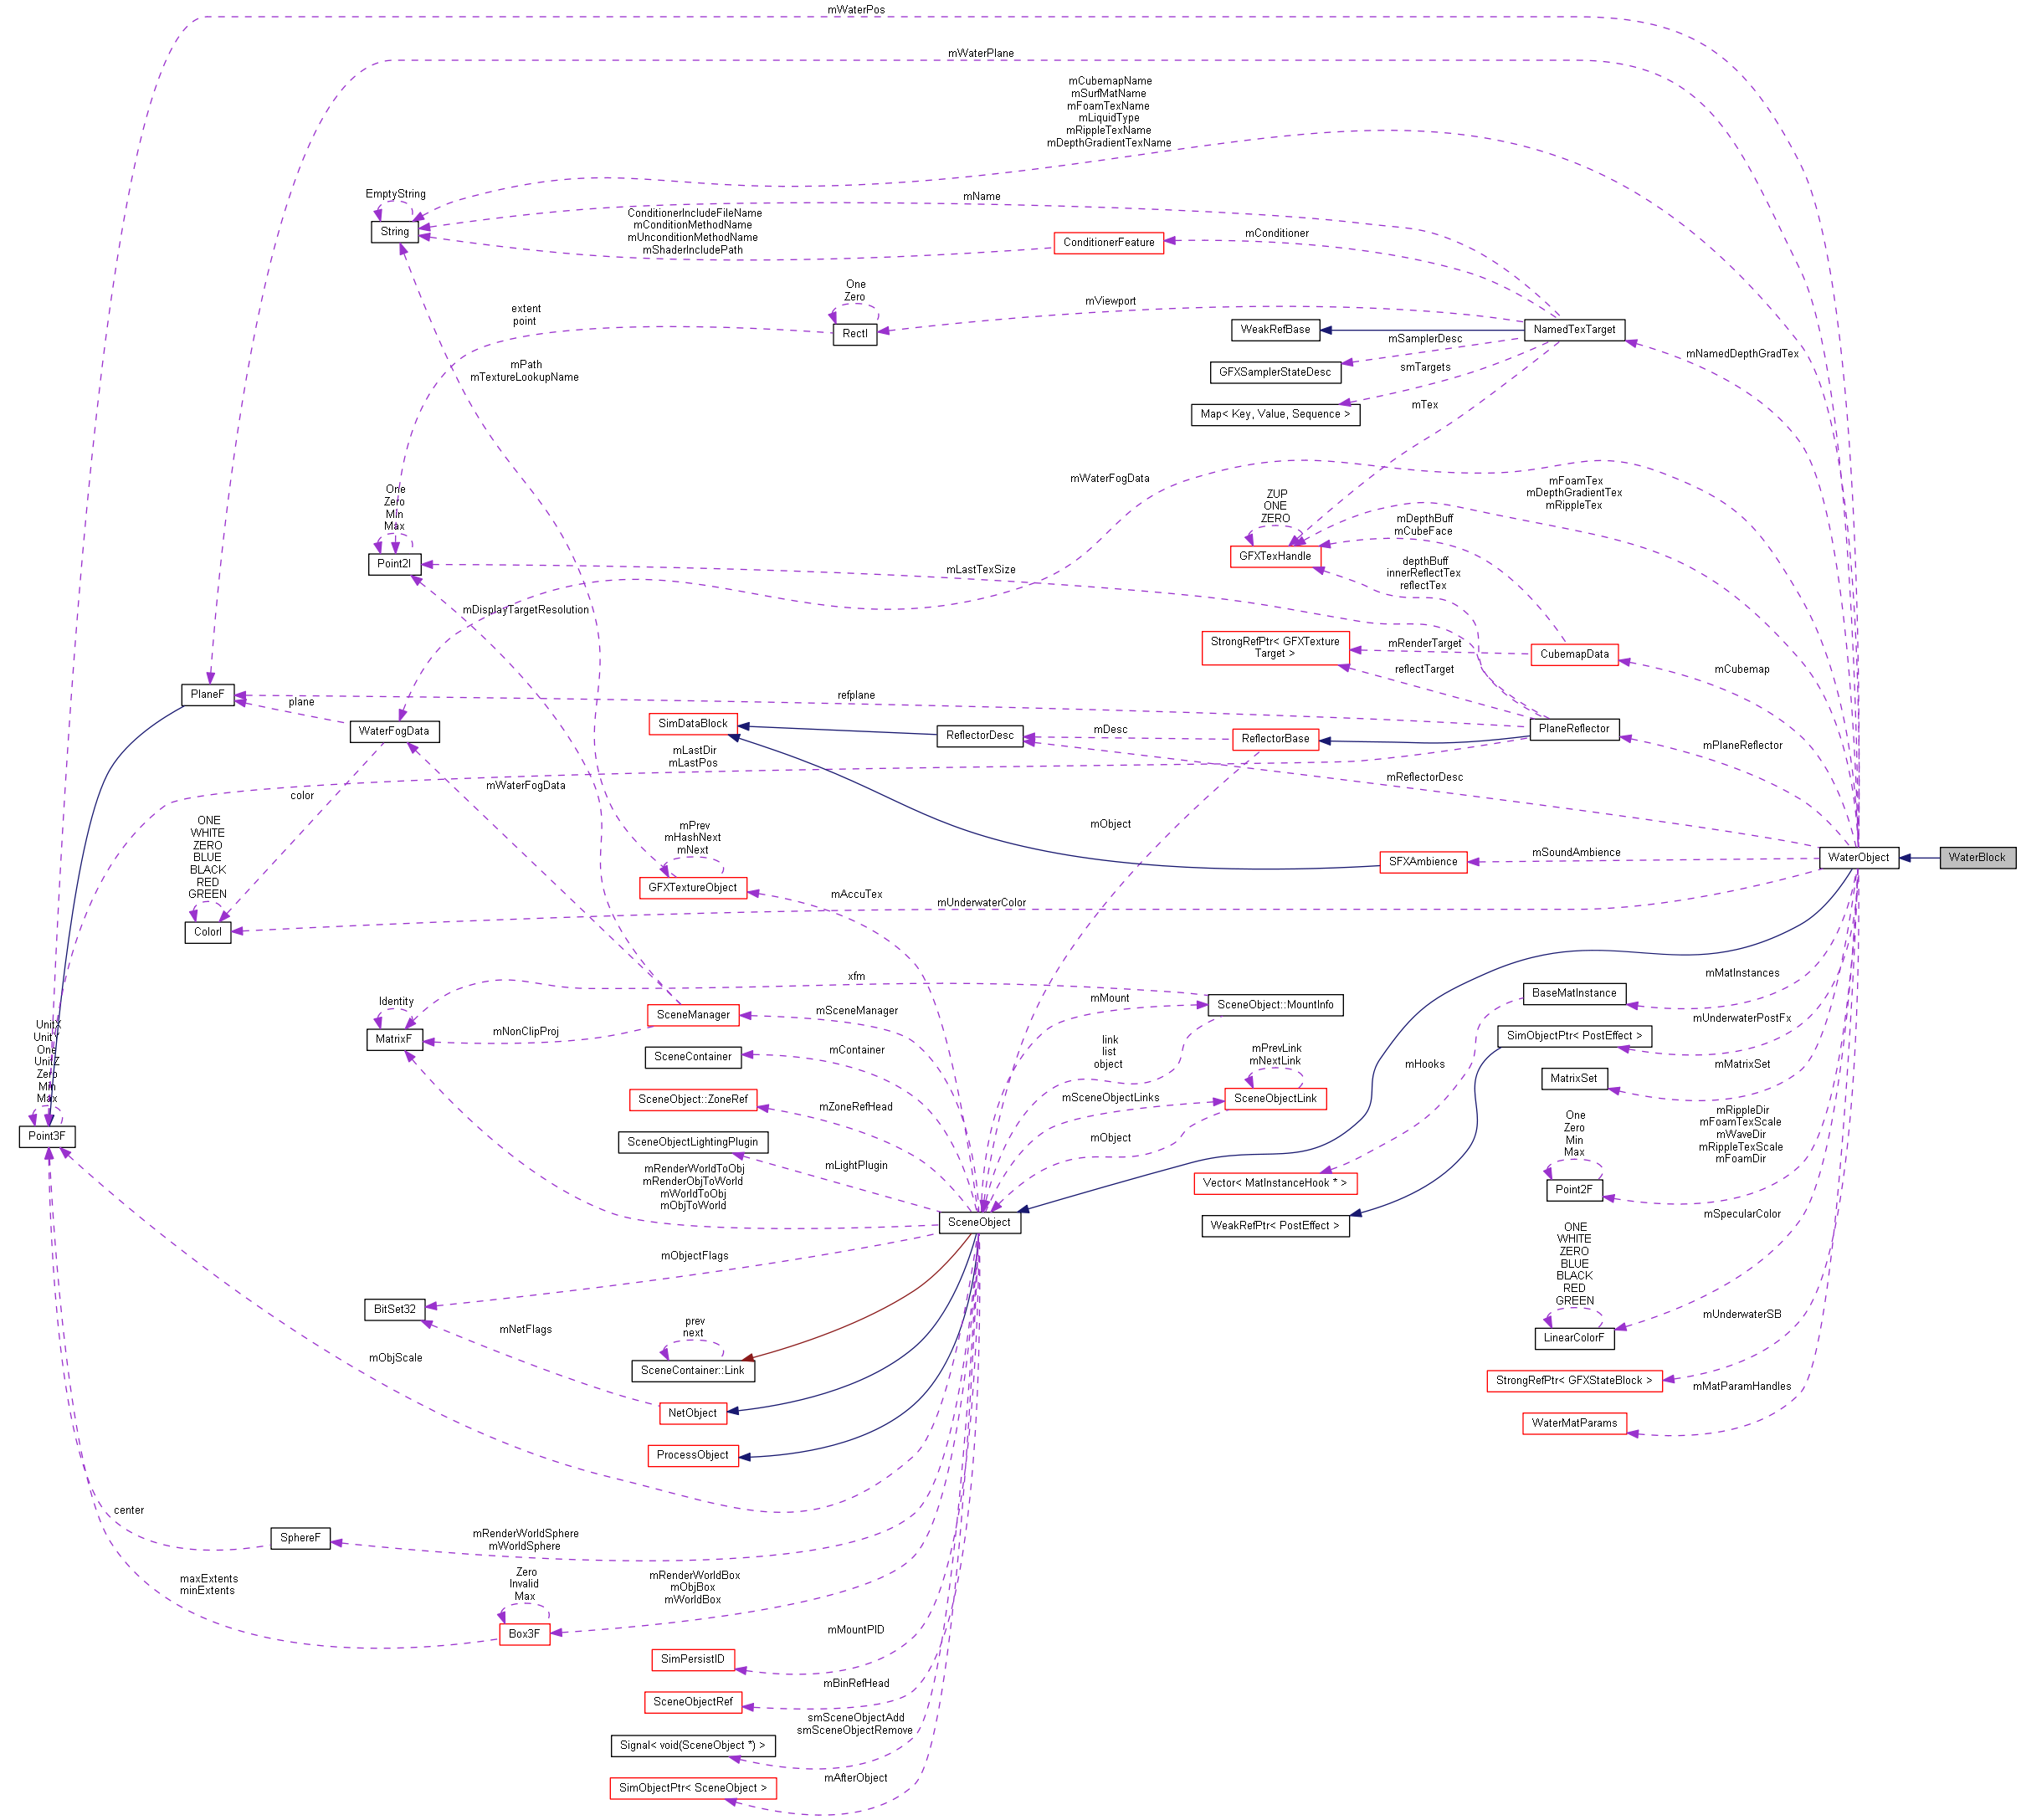 mWaterPos
mWaterPlane
mCubemapName
mSurfMatName
mFoamTexName
mLiquidType
mRippleTexName
mDepthGradientTexName
EmptyString
mName
String
ConditionerIncludeFileName
mConditionMethodName
mUnconditionMethodName
mShaderIncludePath
ConditionerFeature
mConditioner
One
Zero
mViewport
RectI
extent
point
WeakRefBase
NamedTexTarget
mSamplerDesc
GFXSamplerStateDesc
smTargets
mNamedDepthGradTex
mPath
mTextureLookupName
Map< Key, Value, Sequence >
mTex
mWaterFogData
mFoamTex
mDepthGradientTex
mRippleTex
One
Zero
Min
Max
ZUP
ONE
ZERO
mDepthBuff
mCubeFace
Point2I
GFXTexHandle
mLastTexSize
depthBuff
innerReflectTex
reflectTex
mDisplayTargetResolution
StrongRefPtr< GFXTexture
Target >
mRenderTarget
CubemapData
mCubemap
reflectTarget
PlaneF
plane
refplane
WaterFogData
SimDataBlock
ReflectorDesc
mDesc
ReflectorBase
PlaneReflector
mPlaneReflector
mLastDir
mLastPos
mReflectorDesc
mWaterFogData
color
ONE
WHITE
ZERO
BLUE
BLACK
RED
GREEN
mPrev
mHashNext
mNext
mObject
mSoundAmbience
SFXAmbience
WaterObject
WaterBlock
GFXTextureObject
mAccuTex
mUnderwaterColor
ColorI
xfm
mMatInstances
Identity
SceneManager
mSceneManager
mMount
SceneObject::MountInfo
BaseMatInstance
mNonClipProj
MatrixF
mUnderwaterPostFx
SimObjectPtr< PostEffect >
UnitX
UnitY
One
UnitZ
Zero
Min
Max
SceneContainer
mContainer
link
list
object
mPrevLink
mNextLink
mHooks
mMatrixSet
MatrixSet
SceneObject::ZoneRef
mZoneRefHead
mSceneObjectLinks
SceneObjectLink
mRippleDir
mFoamTexScale
mWaveDir
mRippleTexScale
mFoamDir
One
Zero
Min
Max
Point3F
SceneObjectLightingPlugin
mLightPlugin
mObject
mRenderWorldToObj
mRenderObjToWorld
mWorldToObj
mObjToWorld
Vector< MatInstanceHook * >
Point2F
SceneObject
WeakRefPtr< PostEffect >
mSpecularColor
ONE
WHITE
ZERO
BLUE
BLACK
RED
GREEN
mObjectFlags
BitSet32
mNetFlags
prev
next
mUnderwaterSB
LinearColorF
mObjScale
SceneContainer::Link
StrongRefPtr< GFXStateBlock >
mMatParamHandles
NetObject
WaterMatParams
ProcessObject
center
SphereF
mRenderWorldSphere
mWorldSphere
maxExtents
minExtents
Zero
Invalid
Max
mRenderWorldBox
mObjBox
mWorldBox
Box3F
mMountPID
SimPersistID
mBinRefHead
SceneObjectRef
smSceneObjectAdd
smSceneObjectRemove
Signal< void(SceneObject *) >
mAfterObject
SimObjectPtr< SceneObject >